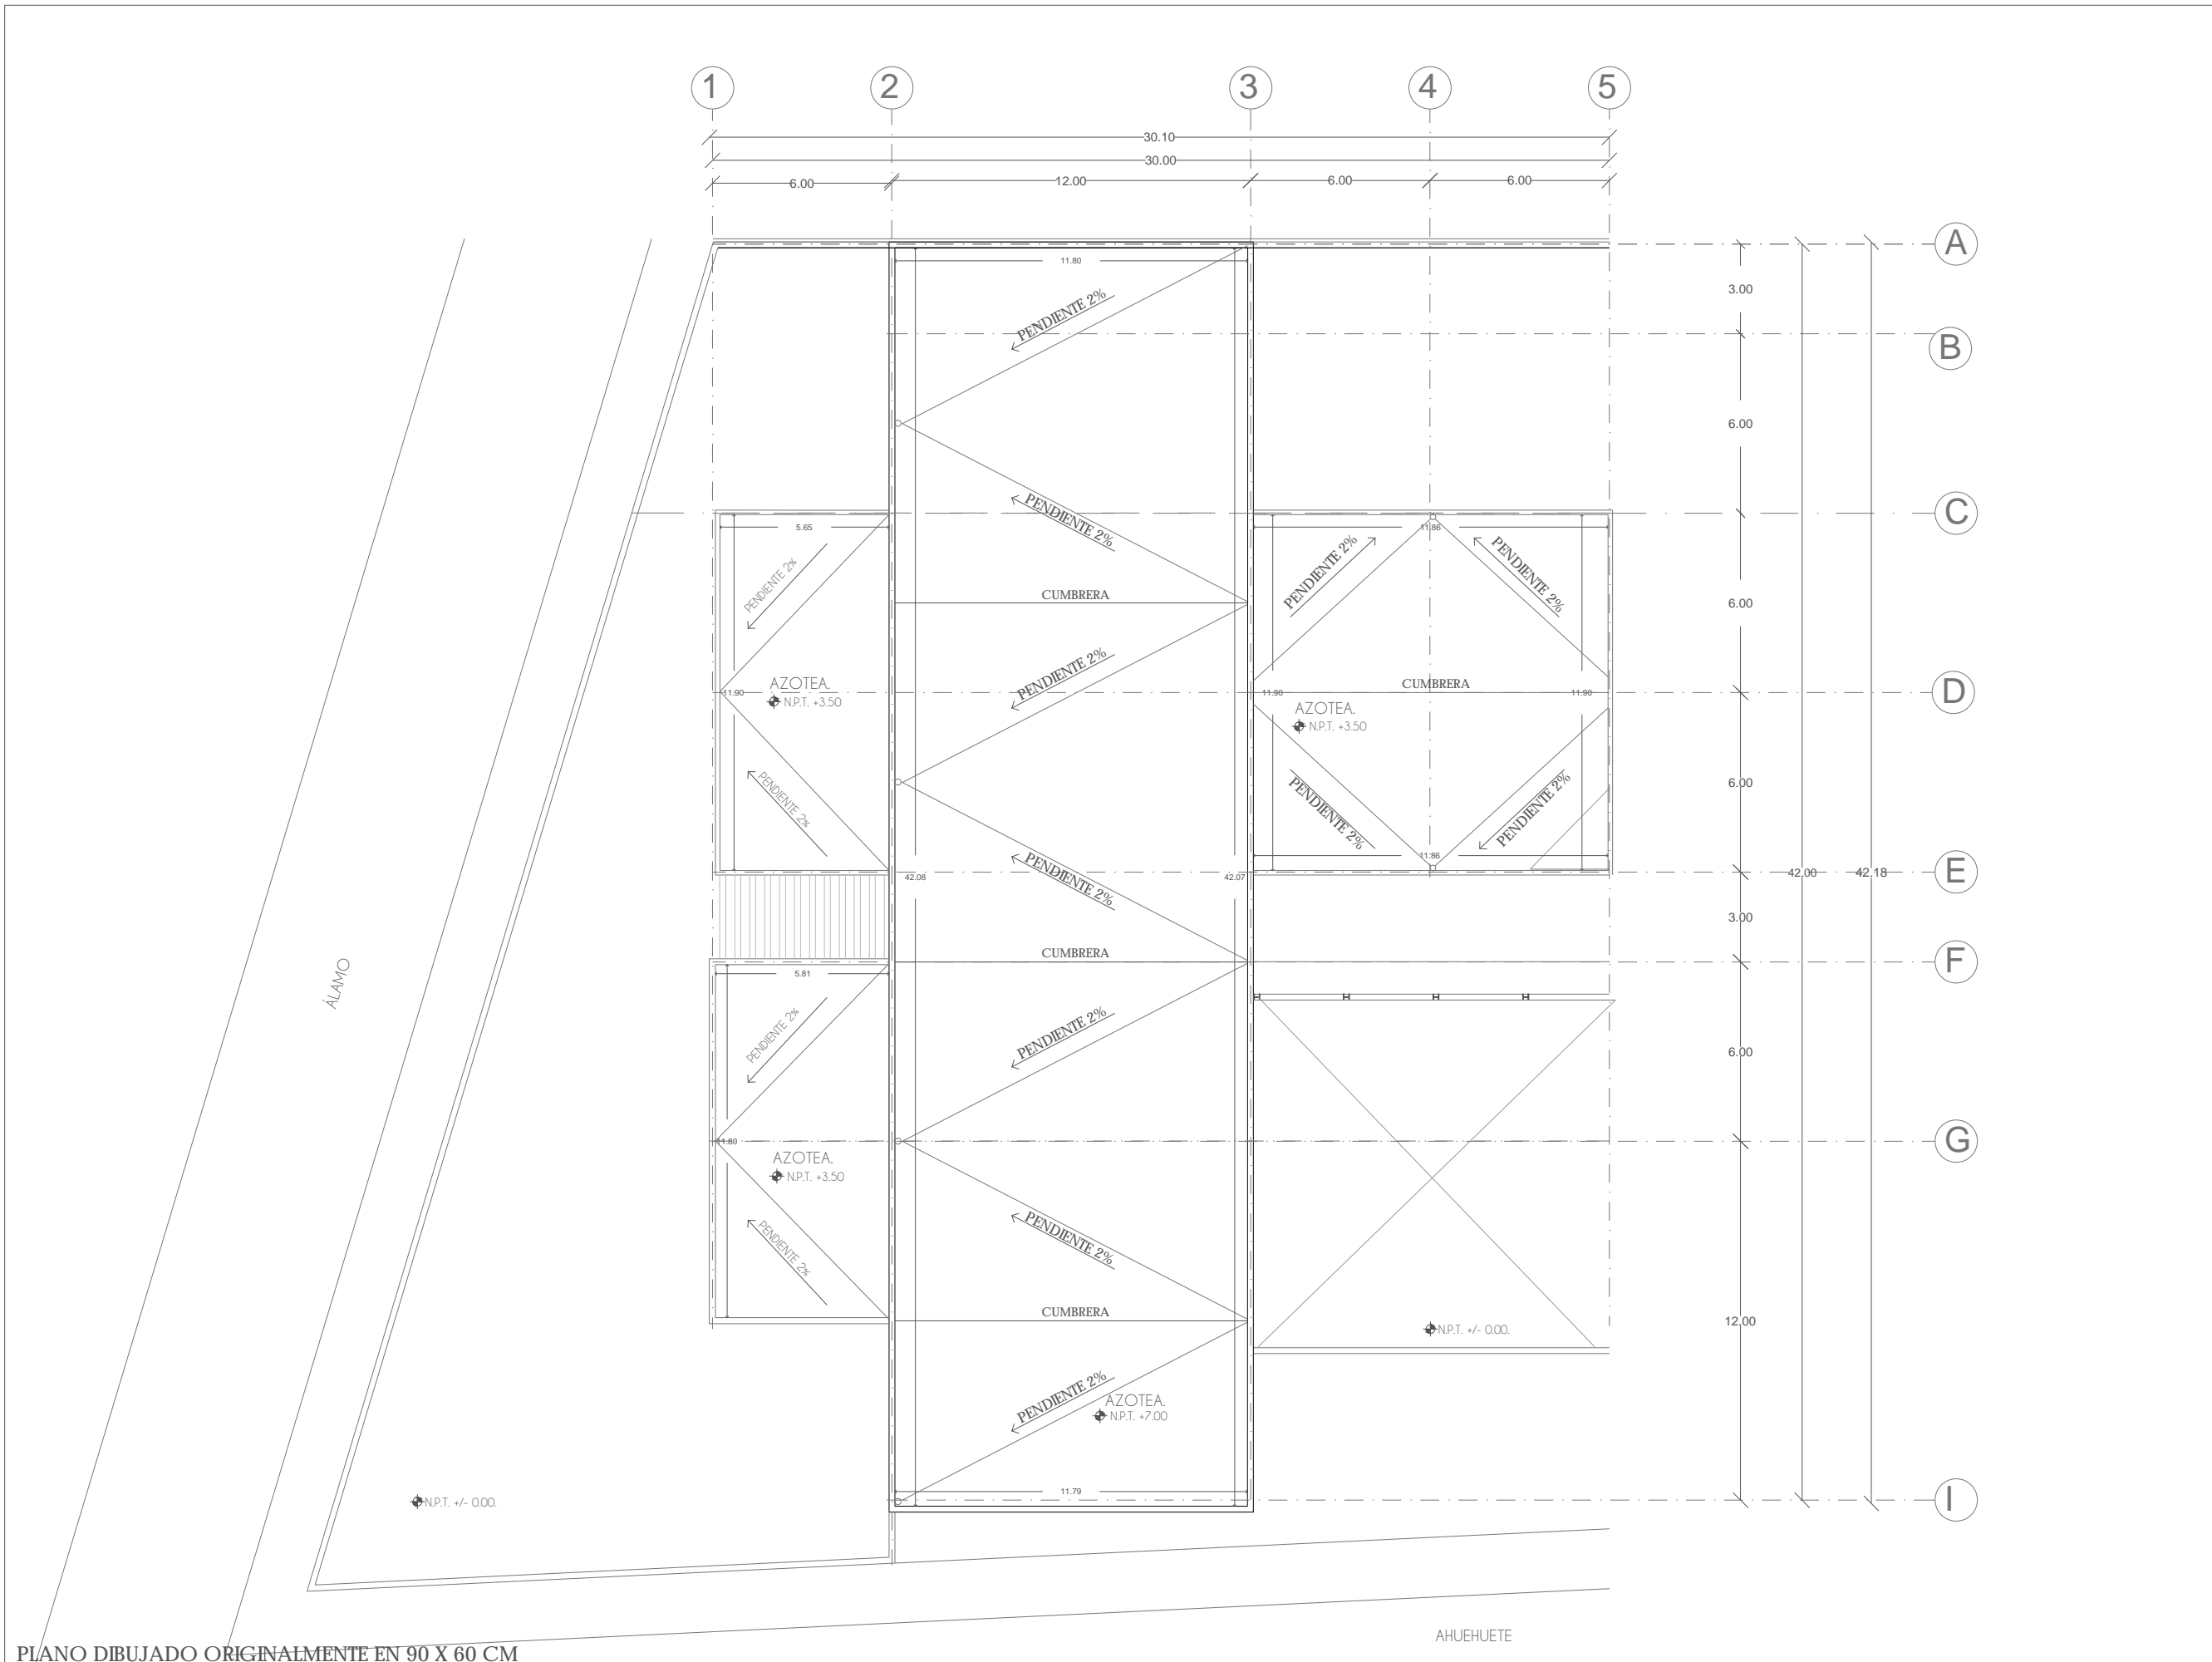 1
2
3
4
5
30.10
30.00
6.00
12.00
6.00
6.00
A
11.80
3.00
PENDIENTE 2%
B
6.00
PENDIENTE 2%
C
5.65
11.86
PENDIENTE 2%
PENDIENTE 2%
PENDIENTE 2%
CUMBRERA
6.00
PENDIENTE 2%
AZOTEA.
N.P.T. +3.50
11.90
CUMBRERA
11.90
11.90
D
AZOTEA.
N.P.T. +3.50
PENDIENTE 2%
PENDIENTE 2%
PENDIENTE 2%
6.00
11.86
PENDIENTE 2%
42.08
42.07
42.00
42.18
E
3.00
CUMBRERA
F
5.81
ÁLAMO
PENDIENTE 2%
PENDIENTE 2%
6.00
11.80
G
AZOTEA.
N.P.T. +3.50
PENDIENTE 2%
PENDIENTE 2%
CUMBRERA
12.00
N.P.T. +/- 0.00.
PENDIENTE 2%
AZOTEA.
N.P.T. +7.00
11.79
N.P.T. +/- 0.00.
I
AHUEHUETE
PLANO DIBUJADO ORIGINALMENTE EN 90 X 60 CM